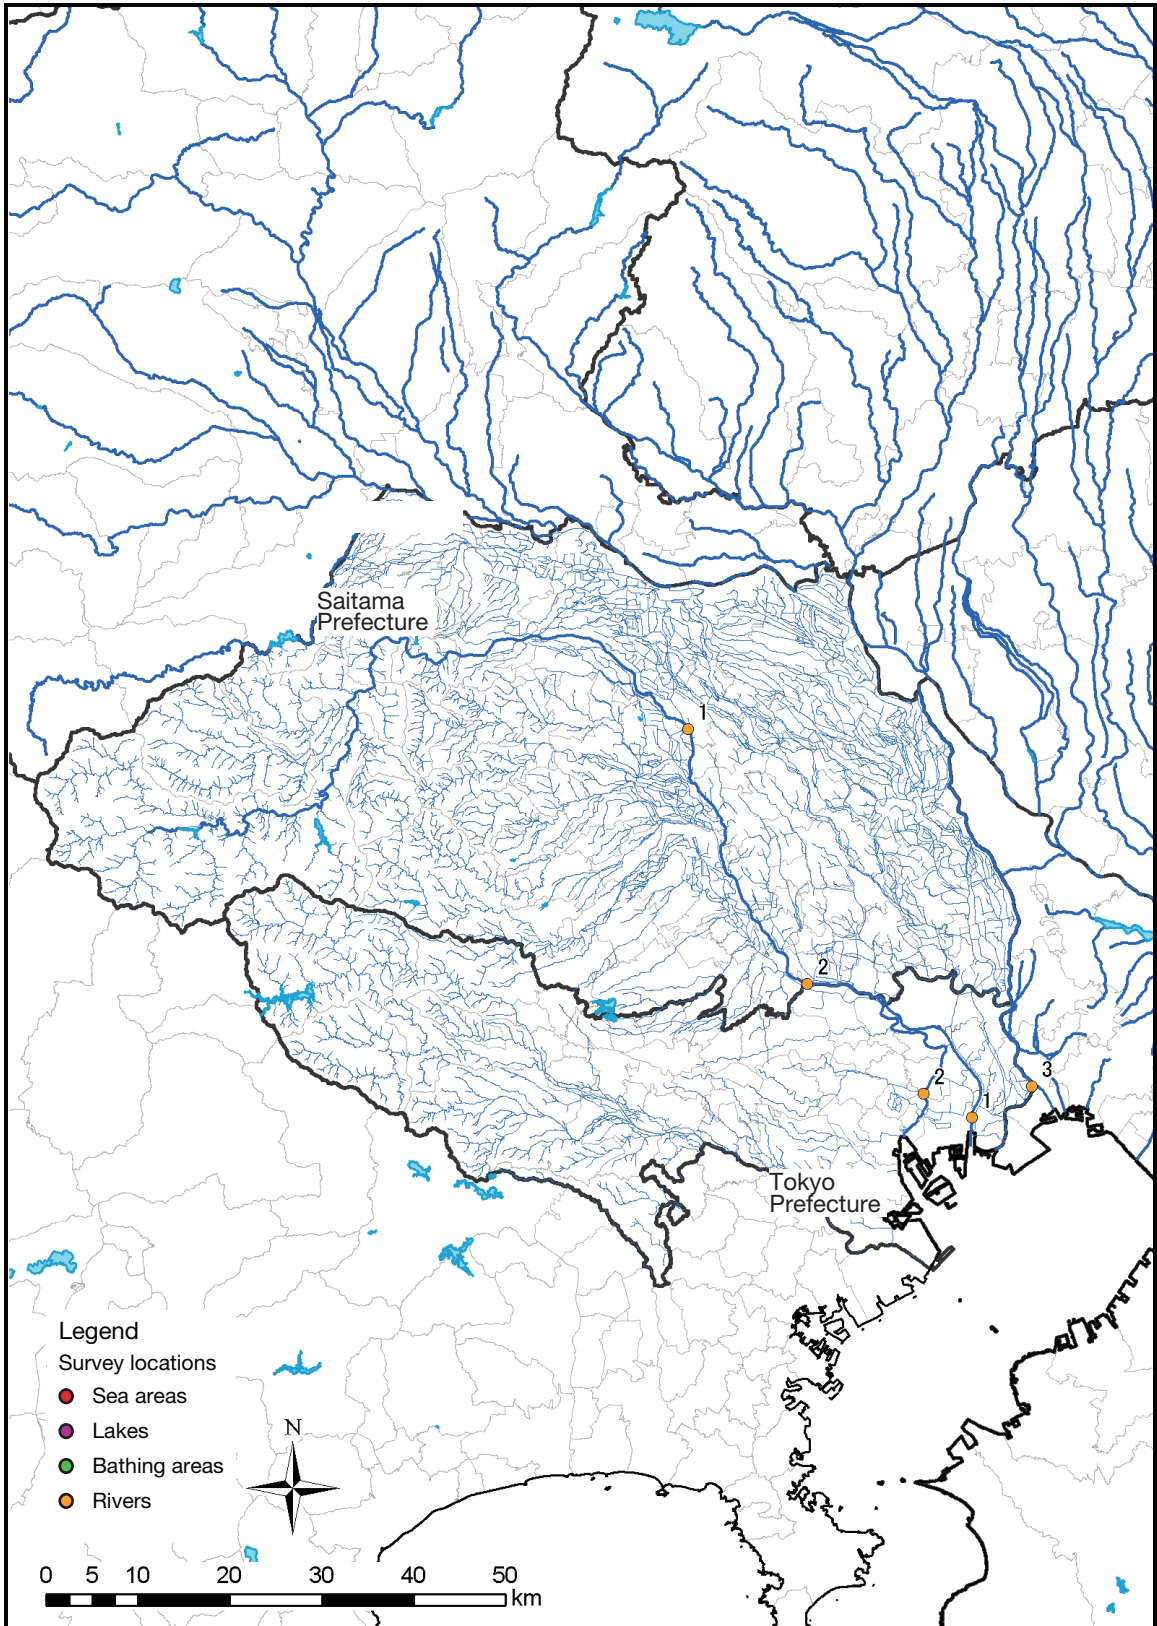 Saitama
Prefecture
1
2
2
3
1
Tokyo
Prefecture
Legend
Survey locations
Sea areas
Lakes
Bathing areas
Rivers
N
0 5 10 20 30 40 50 km